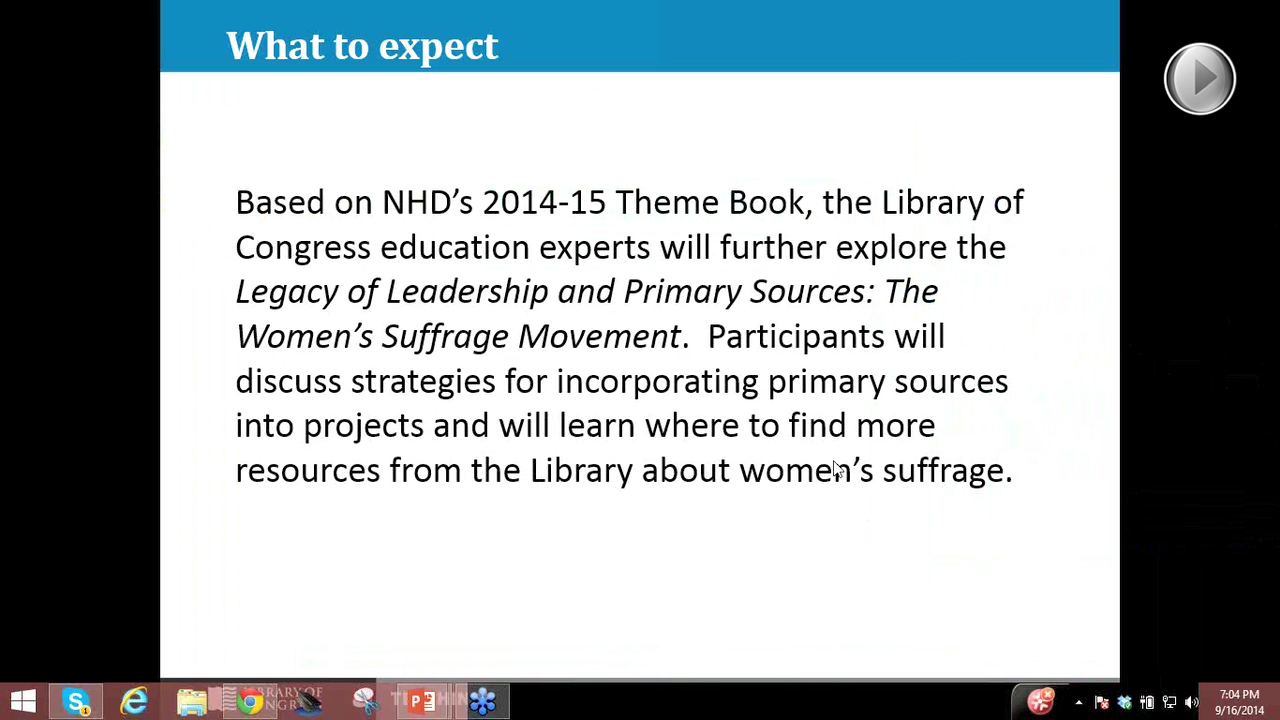 What to expect
Based on NHD’s 2014-15 Theme Book, the Library of
Congress education experts will further explore the
Legacy of Leadership and Primary Sources: The
Women’s Suffrage Movement.  Participants will
discuss strategies for incorporating primary sources
into projects and will learn where to find more
resources from the Library about women’s suffrage.
7:04 PM
9/16/2014